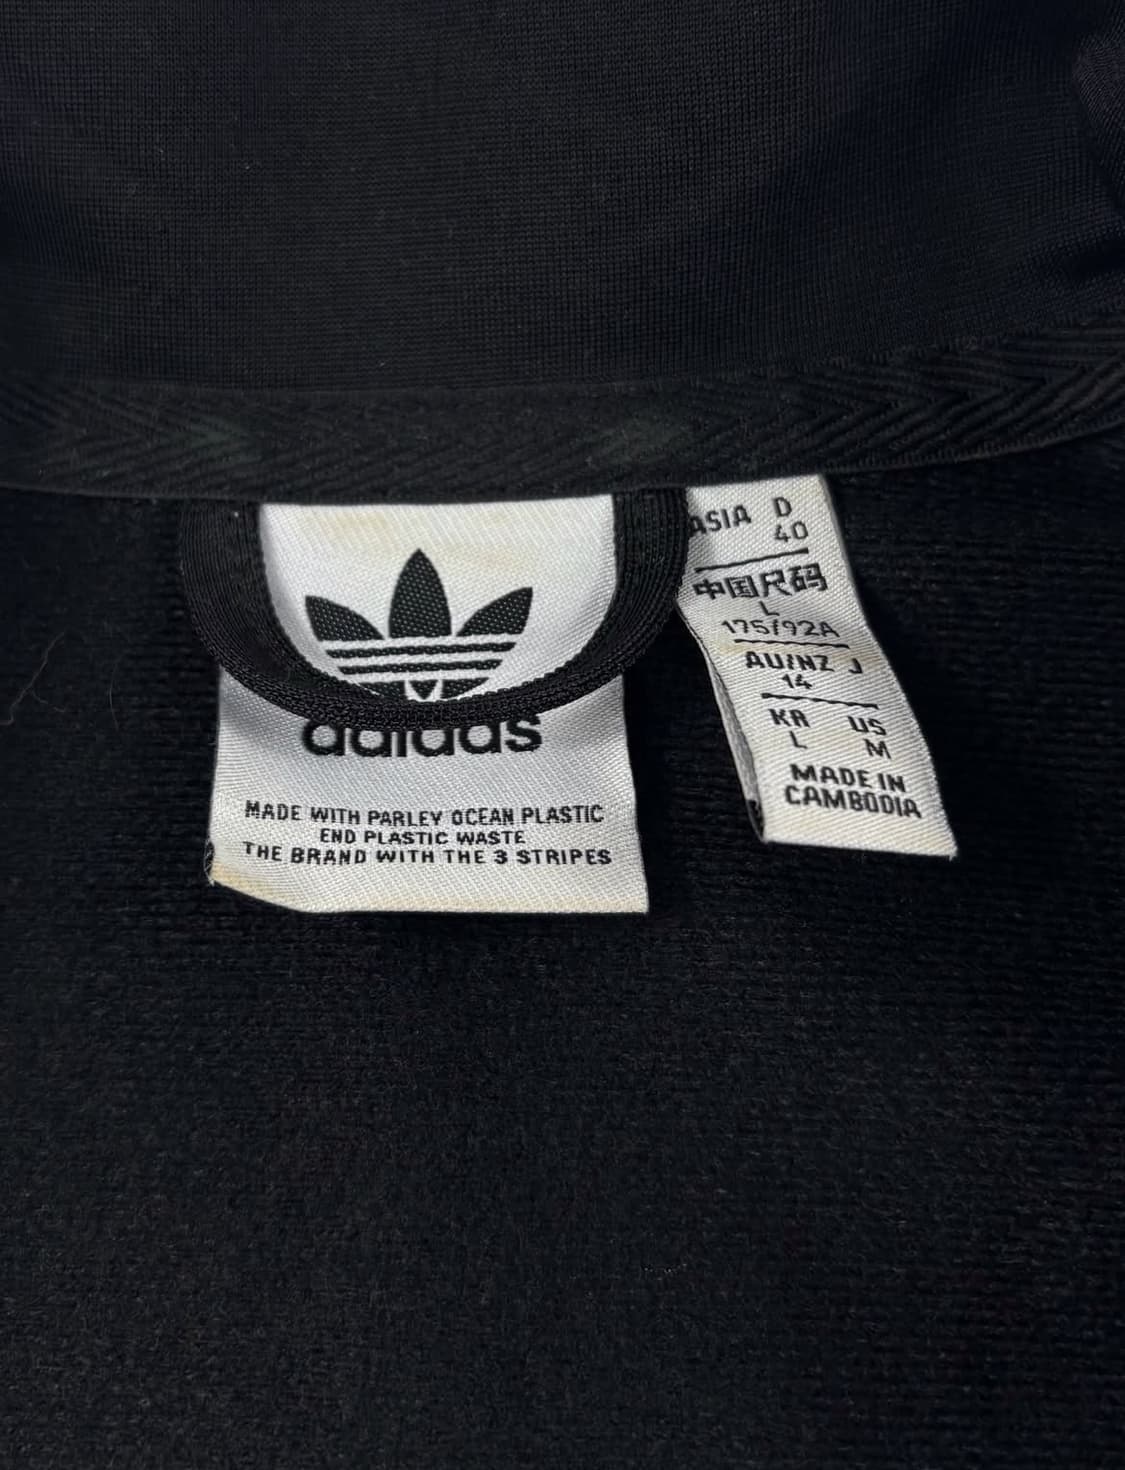 adidas
MADE WITH PARLEY OCEAN PLASTIC
END PLASTIC WASTE
THE BRAND WITH THE 3 STRIPES
ASIA D
40
中国尺码
L
175/92A
AU/NZ J
14
KR US
L M
MADE IN
CAMBODIA